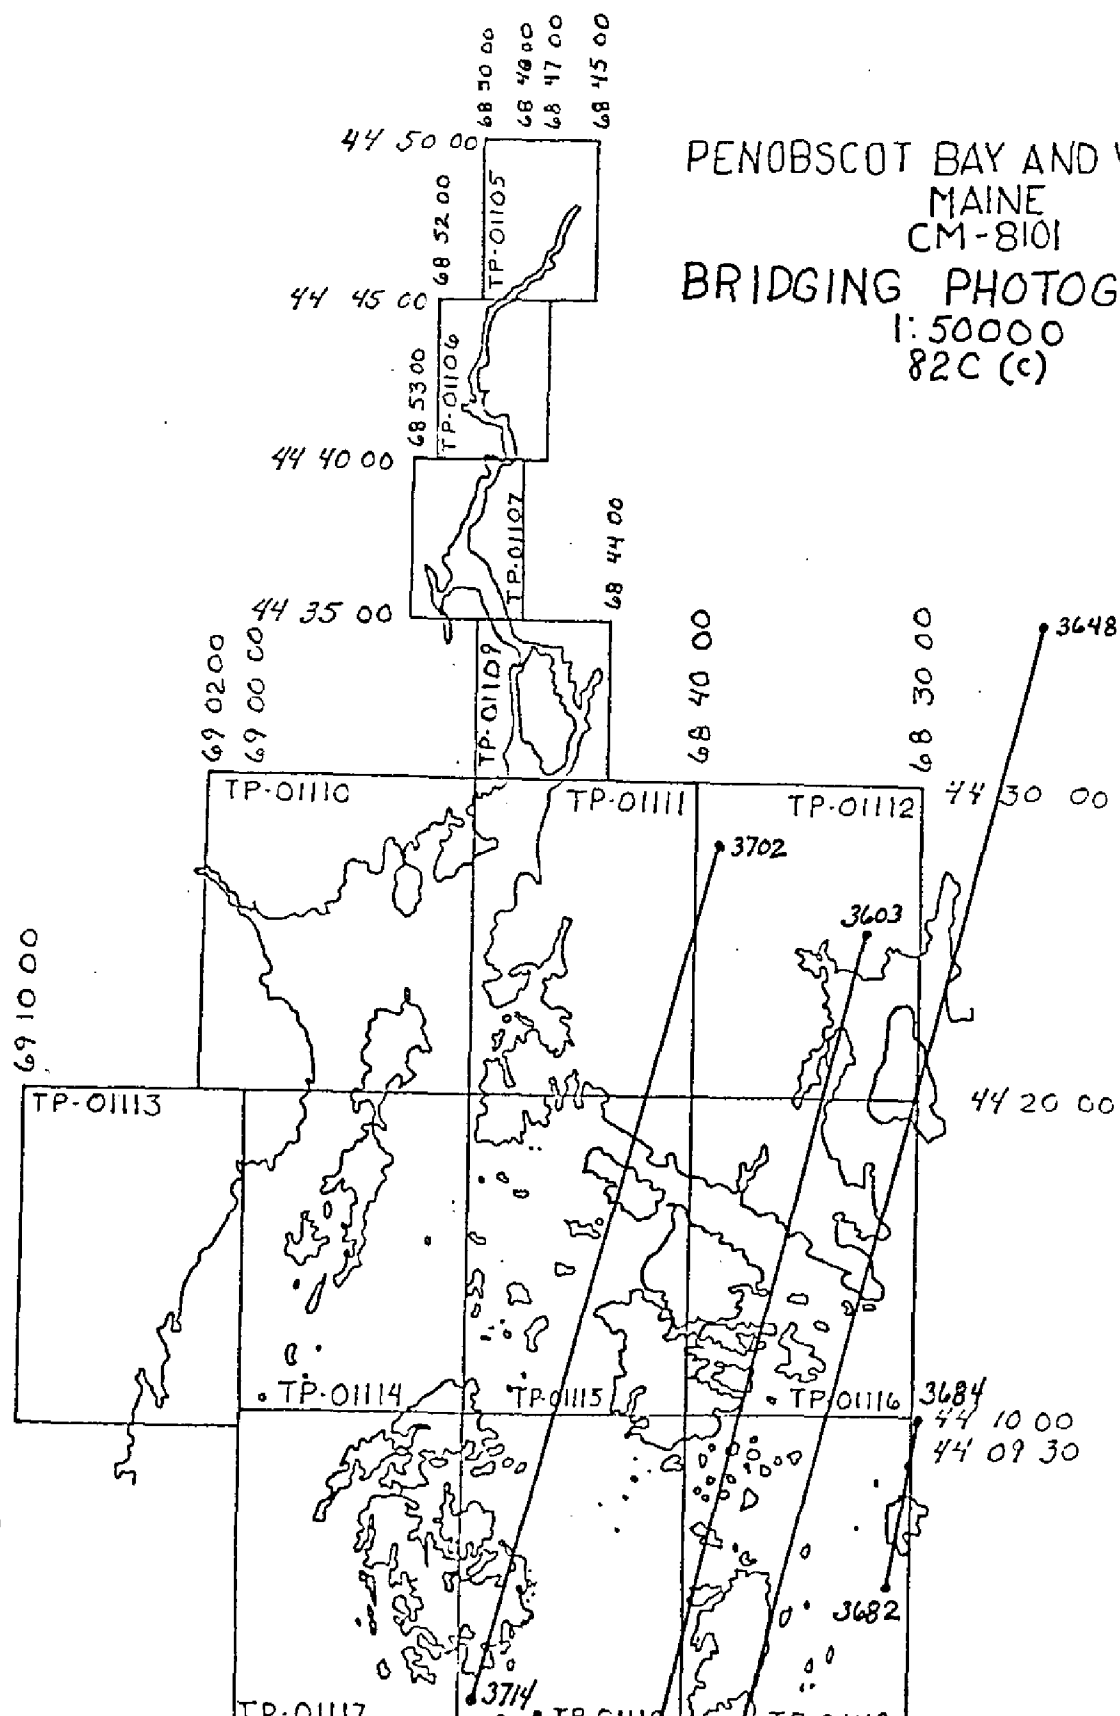 68 50 00
68 48 00
68 47 00
68 45 00
44 50 00
PENOBSCOT BAY AND
MAINE
CM-8101
BRIDGING PHOTOG
1:50000
82C (C)
68 52 00
TP-01105
44 45 00
68 53 00
TP-01106
44 40 00
TP-01107
68 44 00
44 35 00
69 02 00
69 00 00
TP-01109
68 40 00
68 30 00
3648
TP-01110
TP-01111
TP-01112
44 30 00
3702
3603
69 10 00
TP-01113
44 20 00
TP-01114
TP-01115
TP-01116
3684
44 10 00
44 09 30
3682
3714
TP-01117